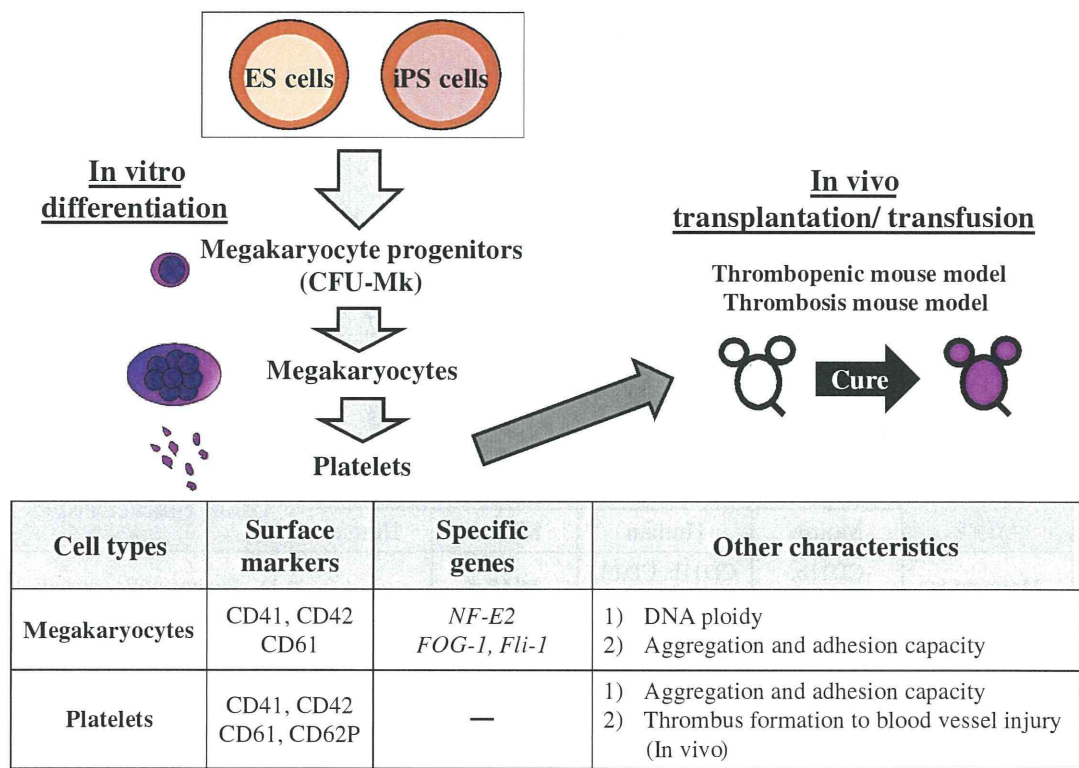 ES cells
iPS cells
In vitro
differentiation
Megakaryocyte progenitors
(CFU-Mk)
Megakaryocytes
Platelets
In vivo
transplantation/ transfusion
Thrombopenic mouse model
Thrombosis mouse model
Cure
Cell types
Surface
markers
Specific
genes
Other characteristics
Megakaryocytes
CD41, CD42
CD61
NF-E2
FOG-1, Fli-1
1) DNA ploidy
2) Aggregation and adhesion capacity
Platelets
CD41, CD42
CD61, CD62P
—
1) Aggregation and adhesion capacity
2) Thrombus formation to blood vessel injury
(In vivo)